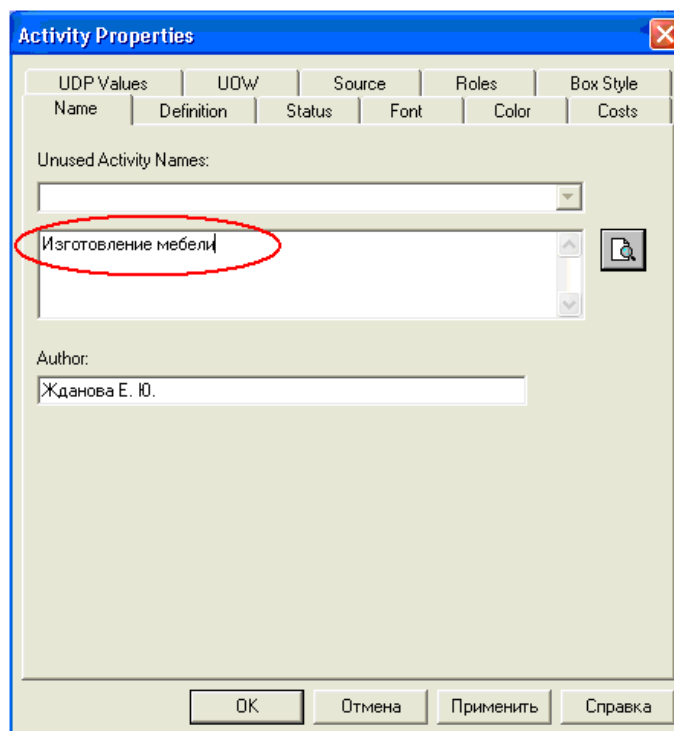 Activity Properties
UDP Values UOW Source Roles Box Style
Name Definition Status Font Color Costs
Unused Activity Names:
Изготовление мебели
Author:
Жданова Е. Ю.
OK Отмена Применить Справка